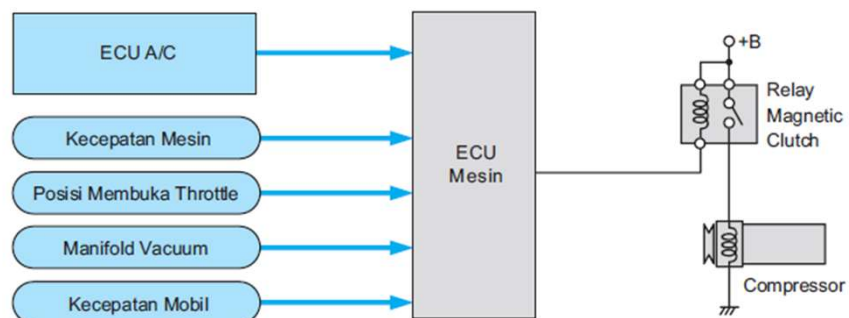 ECU A/C
Kecepatan Mesin
Posisi Membuka Throttle
Manifold Vacuum
Kecepatan Mobil
ECU
Mesin
+B
Relay
Magnetic
Clutch
Compressor